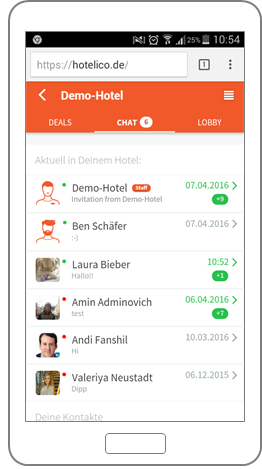 25% 10:54
https://hotelico.de/ 1
Demo-Hotel
DEALS CHAT 6 LOBBY
Aktuell in Deinem Hotel:
Demo-Hotel Staff 07.04.2016
Invitation from Demo-Hotel +9
Ben Schäfer 07.04.2016
:-)
Laura Bieber 10:52
Hallo!! +1
Amin Adminovich 06.04.2016
test +7
Andi Fanshil 10.03.2016
Hi
Valeriya Neustadt 06.12.2015
Dipp
Deine Kontakte